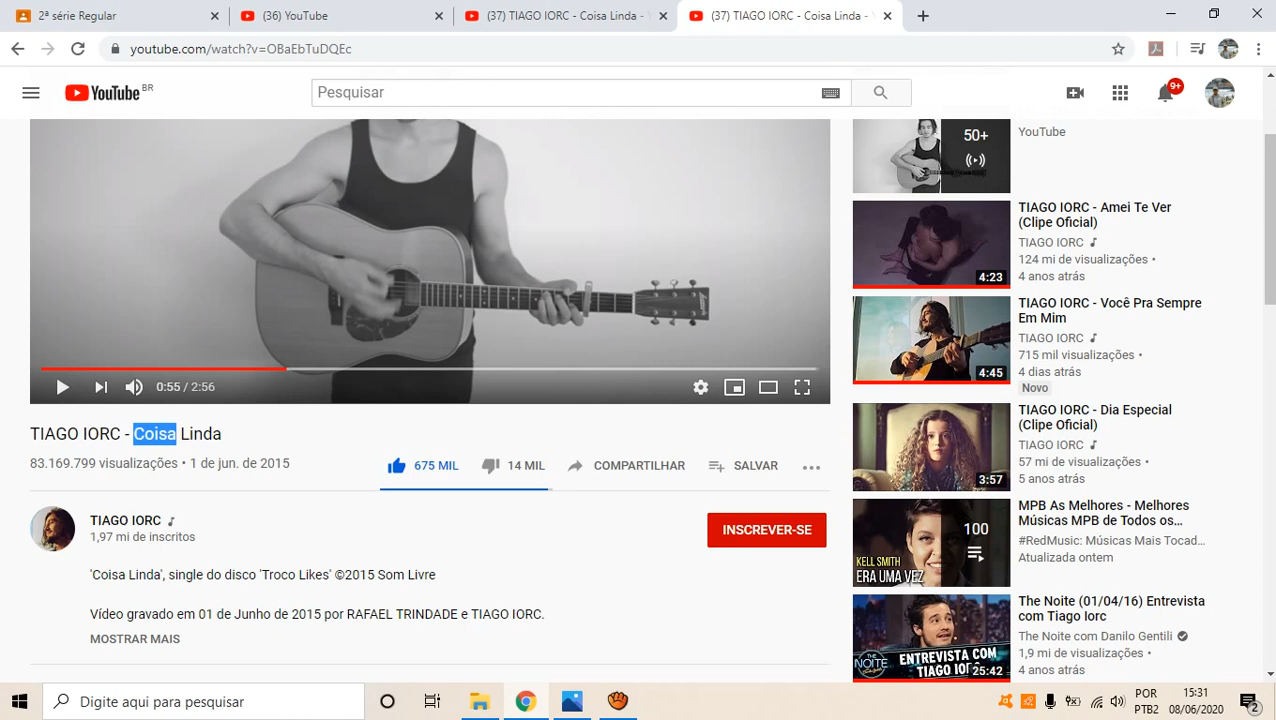 2ª série Regular
(36) YouTube
(37) TIAGO IORC - Coisa Linda - Y
(37) TIAGO IORC - Coisa Linda -
youtube.com/watch?v=OBaEbTuDQEc
YouTube BR
Pesquisar
9+
50+
YouTube
TIAGO IORC - Amei Te Ver
(Clipe Oficial)
TIAGO IORC
124 mi de visualizações •
4 anos atrás
4:23
TIAGO IORC - Você Pra Sempre
Em Mim
TIAGO IORC
715 mil visualizações •
4 dias atrás
4:45
Novo
0:55 / 2:56
TIAGO IORC - Coisa Linda
83.169.799 visualizações • 1 de jun. de 2015
675 MIL
14 MIL
COMPARTILHAR
SALVAR
TIAGO IORC - Dia Especial
(Clipe Oficial)
TIAGO IORC
57 mi de visualizações •
5 anos atrás
3:57
TIAGO IORC
1,97 mi de inscritos
INSCREVER-SE
'Coisa Linda', single do disco 'Troco Likes' ©2015 Som Livre
Vídeo gravado em 01 de Junho de 2015 por RAFAEL TRINDADE e TIAGO IORC.
MOSTRAR MAIS
MPB As Melhores - Melhores
Músicas MPB de Todos os...
#RedMusic: Músicas Mais Tocad...
Atualizada ontem
100
KELL SMITH
ERA UMA VEZ
The Noite (01/04/16) Entrevista
com Tiago Iorc
The Noite com Danilo Gentili
1,9 mi de visualizações •
4 anos atrás
THE NOITE
ENTREVISTA COM
TIAGO IORC
25:42
Digite aqui para pesquisar
POR
PTB2
15:31
08/06/2020
2